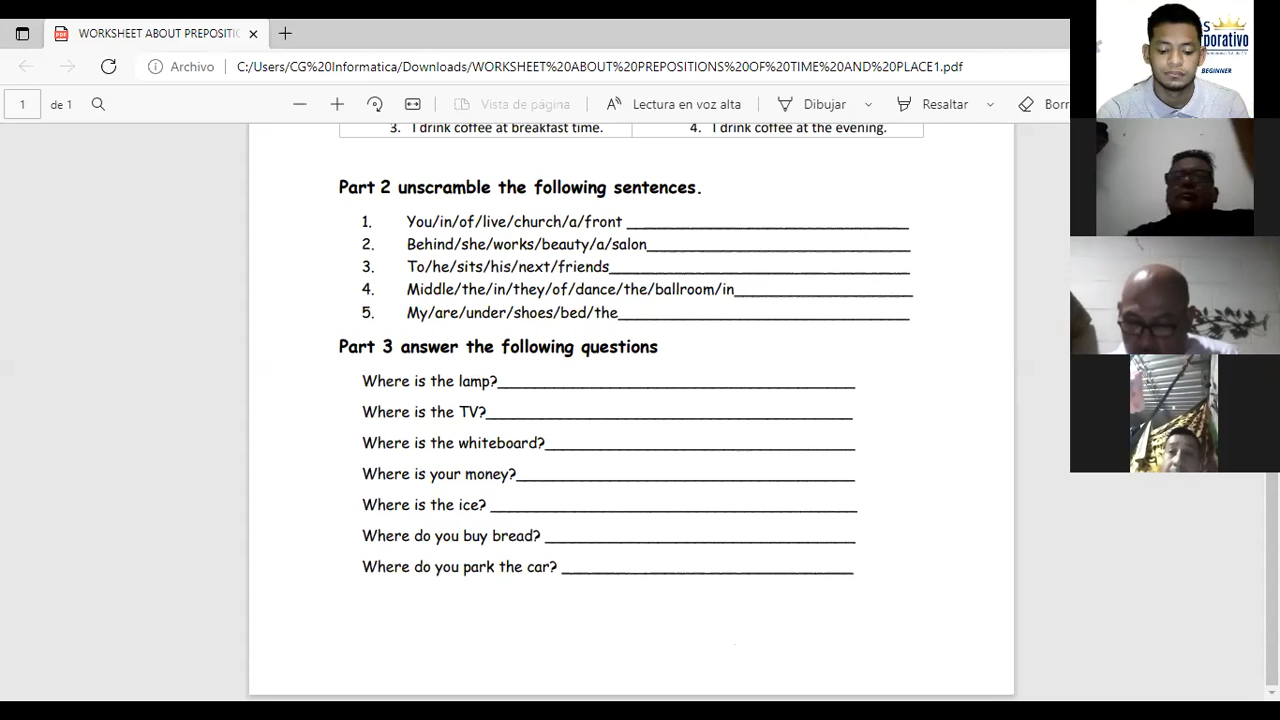 WORKSHEET ABOUT PREPOSITIO
Archivo C:/Users/CG%20Informatica/Downloads/WORKSHEET%20ABOUT%20PREPOSITIONS%20OF%20TIME%20AND%20PLACE1.pdf
1 de 1 Vista de página Lectura en voz alta Dibujar Resaltar Borr
porativo
BEGINNER
3. I drink coffee at breakfast time. 4. I drink coffee at the evening.
Part 2 unscramble the following sentences.
1. You/in/of/live/church/a/front
2. Behind/she/works/beauty/a/salon
3. To/he/sits/his/next/friends
4. Middle/the/in/they/of/dance/the/ballroom/in
5. My/are/under/shoes/bed/the
Part 3 answer the following questions
Where is the lamp?
Where is the TV?
Where is the whiteboard?
Where is your money?
Where is the ice?
Where do you buy bread?
Where do you park the car?